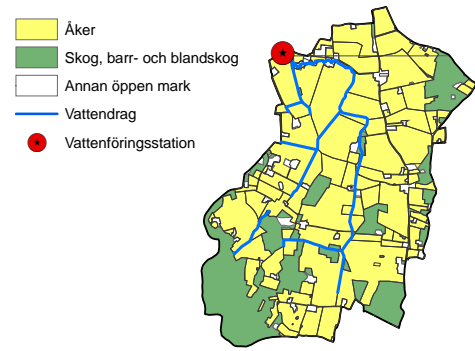 Åker
Skog, barr- och blandskog
Annan öppen mark
Vattendrag
Vattenföringsstation